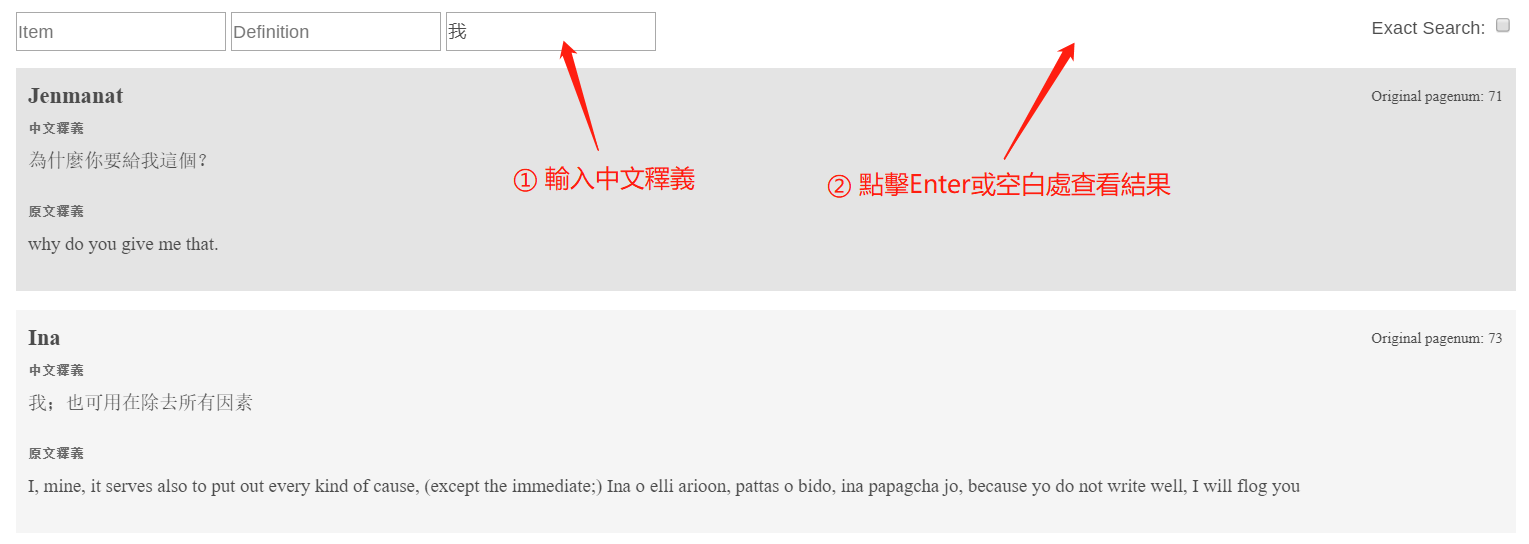 Item Definition 我 Exact Search:
Jenmanat Original pagenum: 71
中文釋義
為什麼你要給我這個?
① 輸入中文釋義 ② 點擊Enter或空白處查看結果
原文釋義
why do you give me that.
Ina Original pagenum: 73
中文釋義
我；也可用在除去所有因素
原文釋義
I, mine, it serves also to put out every kind of cause, (except the immediate;) Ina o elli arioon, pattas o bido, ina papagcha jo, because yo do not write well, I will flog you